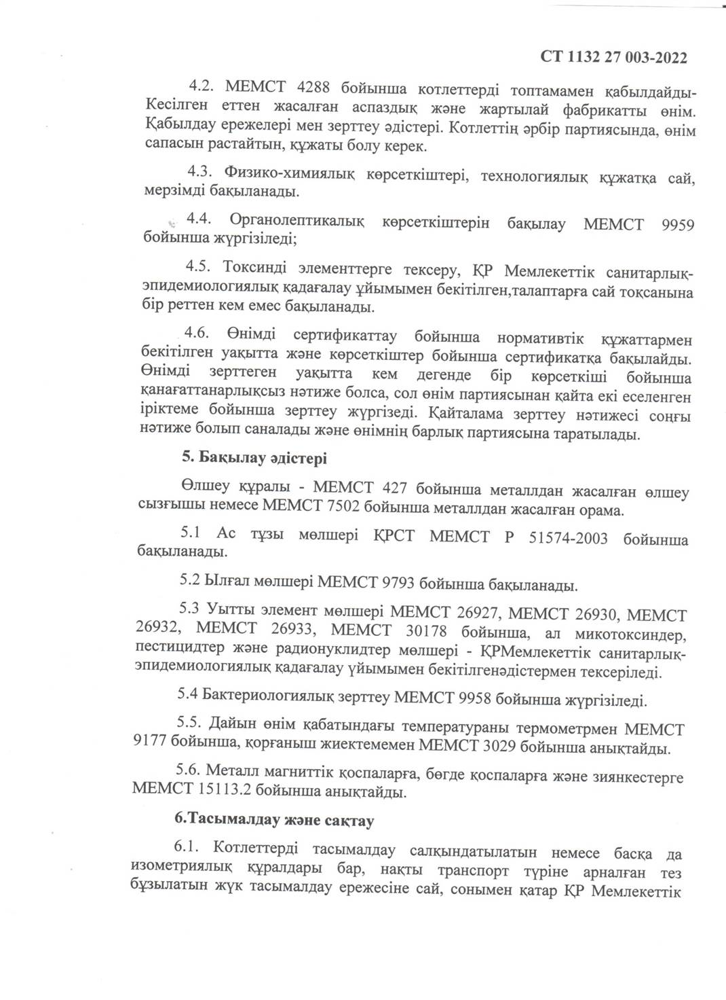 СТ 1132 27 003-2022
4.2. МЕМСТ 4288 бойынша котлеттерді топтамамен қабылдайды-
Кесілген еттен жасалған аспаздық және жартылай фабрикатты өнім.
Қабылдау ережелері мен зерттеу әдістері. Котлеттің әрбір партиясында, өнім
сапасын растайтын, құжаты болу керек.
4.3. Физико-химиялық көрсеткіштері, технологиялық құжатқа сай,
мерзімді бақыланады.
4.4. Органолептикалық көрсеткіштерін бақылау МЕМСТ 9959
бойынша жүргізіледі;
4.5. Токсинді элементтерге тексеру, ҚР Мемлекеттік санитарлық-
эпидемиологиялық қадағалау ұйымымен бекітілген,талаптарға сай тоқсанына
бір реттен кем емес бақыланады.
4.6. Өнімді сертификаттау бойынша нормативтік құжаттармен
бекітілген уақытта және көрсеткіштер бойынша сертификатқа бақылайды.
Өнімді зерттеген уақытта кем дегенде бір көрсеткіші бойынша
қанағаттанарлықсыз нәтиже болса, сол өнім партиясынан қайта екі еселенген
іріктеме бойынша зерттеу жүргізеді. Қайталама зерттеу нәтижесі соңғы
нәтиже болып саналады және өнімнің барлық партиясына таратылады.
5. Бақылау әдістері
Өлшеу құралы - МЕМСТ 427 бойынша металлдан жасалған өлшеу
сызғышы немесе МЕМСТ 7502 бойынша металлдан жасалған орама.
5.1 Ас тұзы мөлшері ҚРСТ МЕМСТ Р 51574-2003 бойынша
бақыланады.
5.2 Ылғал мөлшері МЕМСТ 9793 бойынша бақыланады.
5.3 Уытты элемент мөлшері МЕМСТ 26927, МЕМСТ 26930, МЕМСТ
26932, МЕМСТ 26933, МЕМСТ 30178 бойынша, ал микотоксиндер,
пестицидтер және радионуклидтер мөлшері - ҚРМемлекеттік санитарлық-
эпидемиологиялық қадағалау үйымымен бекітілгенәдістермен тексеріледі.
5.4 Бактериологиялық зерттеу МЕМСТ 9958 бойынша жүргізіледі.
5.5. Дайын өнім қабатындағы температураны термометрмен МЕМСТ
9177 бойынша, қорғаныш жиектемемен МЕМСТ 3029 бойынша анықтайды.
5.6. Металл магниттік қоспаларға, бөгде қоспаларға және зиянкестерге
МЕМСТ 15113.2 бойынша анықтайды.
6.Тасымалдау және сақтау
6.1. Котлеттерді тасымалдау салқындатылатын немесе басқа да
изометриялық құралдары бар, нақты транспорт түріне арналған тез
бұзылатын жүк тасымалдау ережесіне сай, сонымен қатар ҚР Мемлекеттік